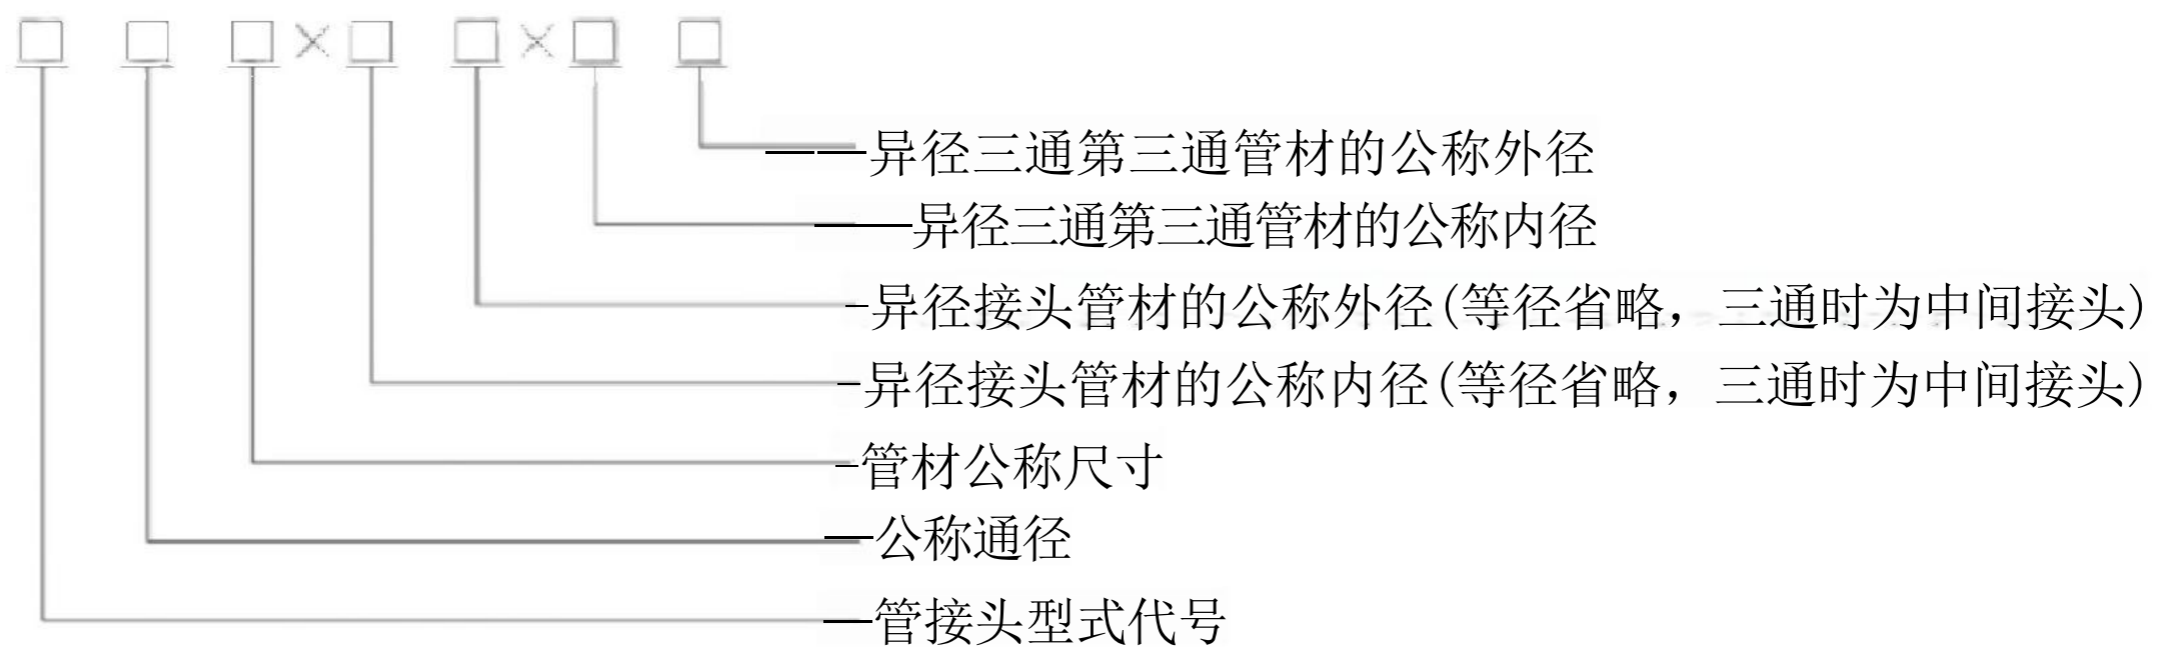 □ □ □×□ □×□ □
——异径三通第三通管材的公称外径
——异径三通第三通管材的公称内径
-异径接头管材的公称外径(等径省略，三通时为中间接头)
-异径接头管材的公称内径(等径省略，三通时为中间接头)
-管材公称尺寸
—公称通径
—管接头型式代号